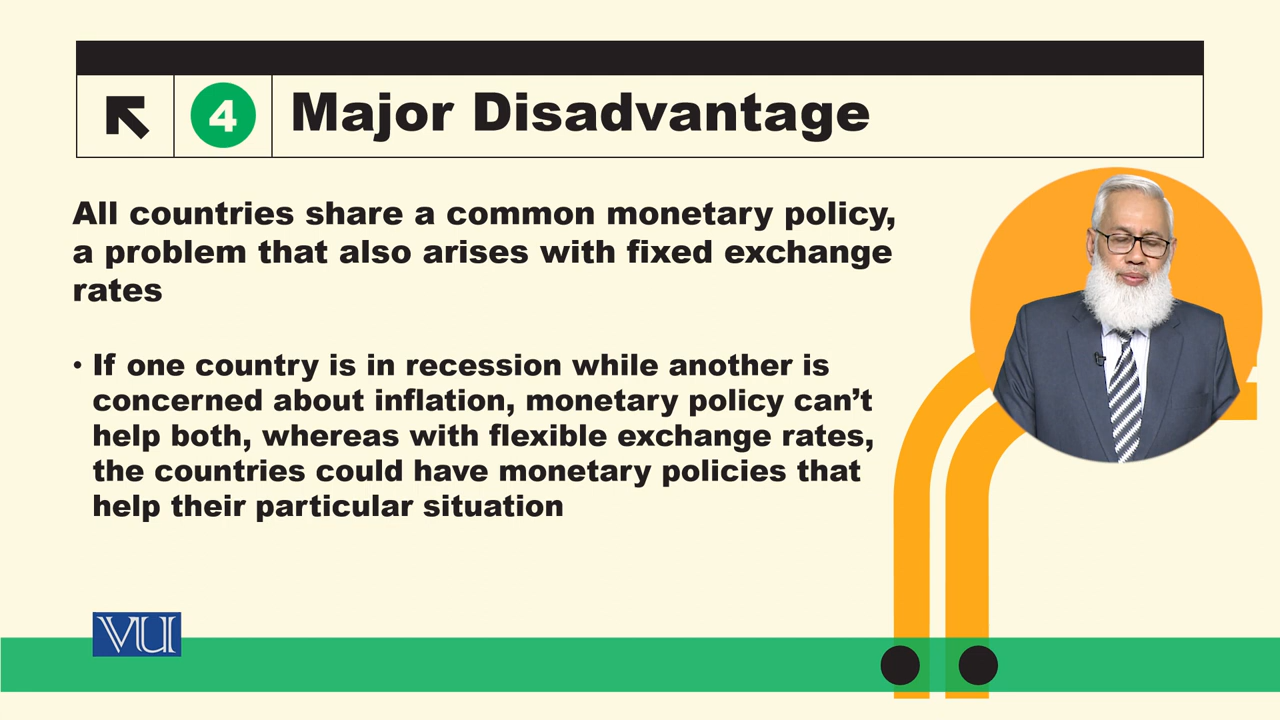 4
Major Disadvantage
All countries share a common monetary policy,
a problem that also arises with fixed exchange
rates
• If one country is in recession while another is
concerned about inflation, monetary policy can’t
help both, whereas with flexible exchange rates,
the countries could have monetary policies that
help their particular situation
VU